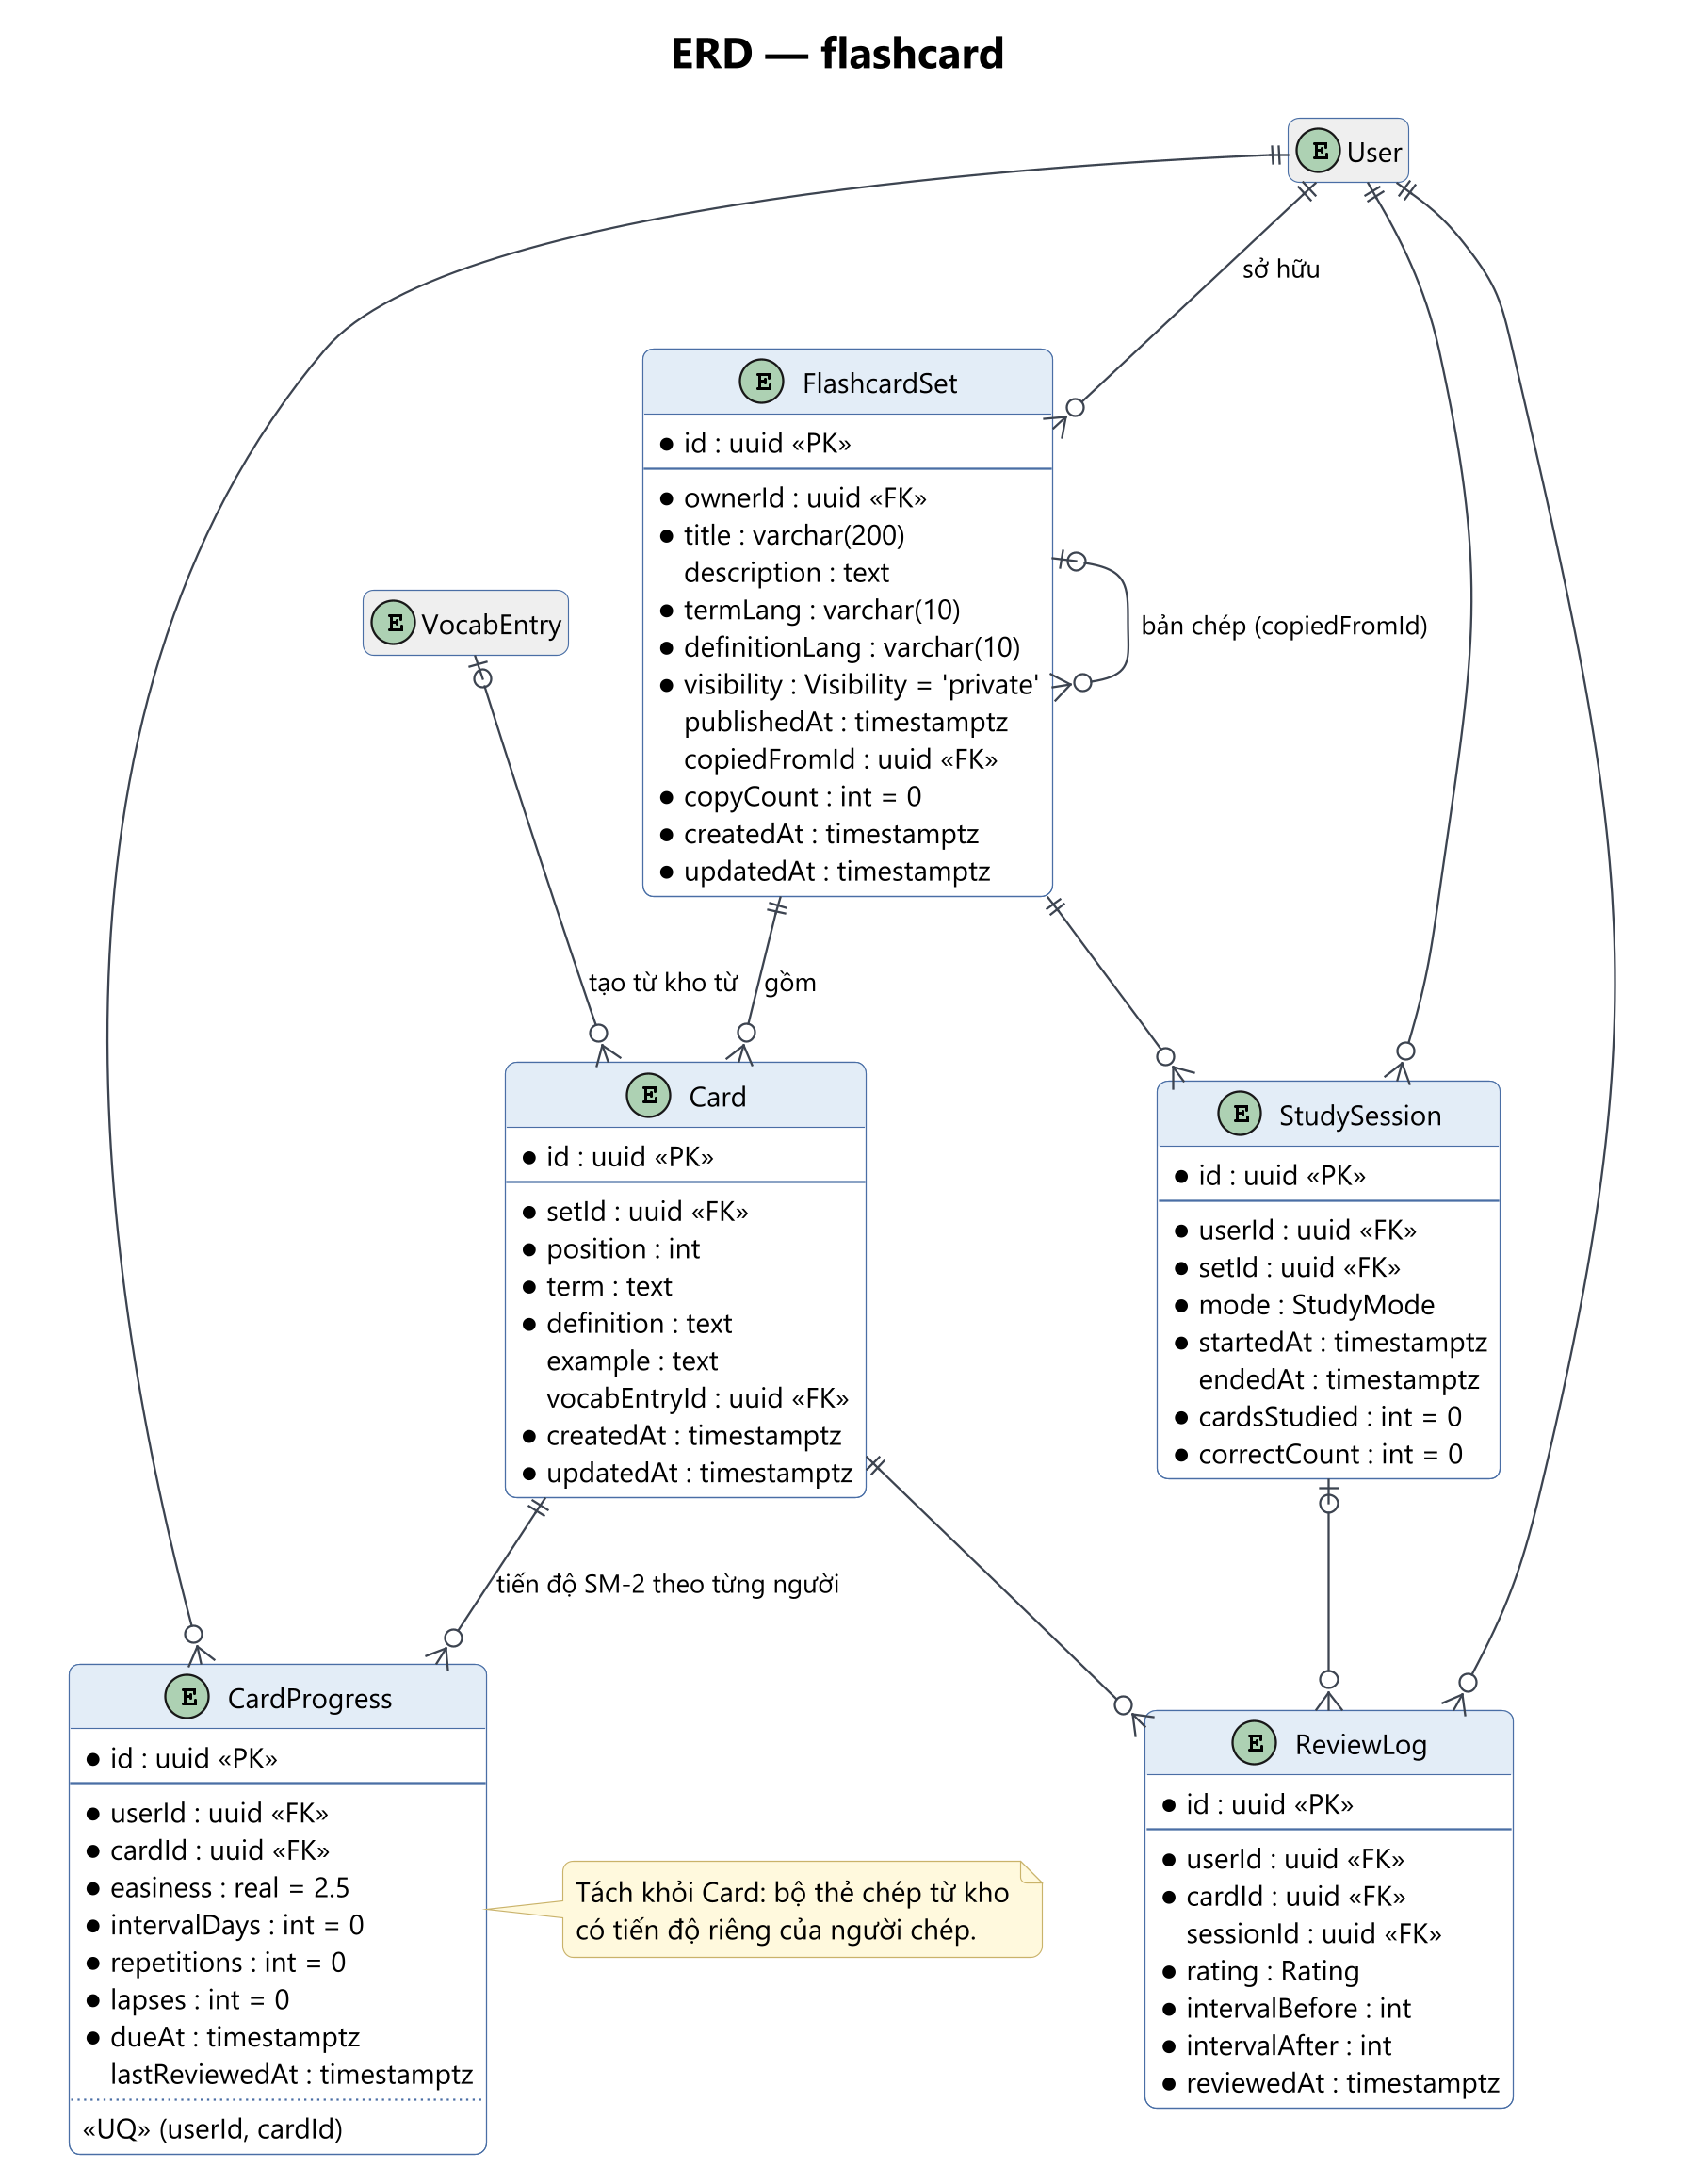 ERD — flashcard
E User
sở hữu
E FlashcardSet
id : uuid «PK»
ownerId : uuid «FK»
title : varchar(200)
description : text
termLang : varchar(10)
definitionLang : varchar(10)
visibility : Visibility = 'private'
publishedAt : timestamptz
copiedFromId : uuid «FK»
copyCount : int = 0
createdAt : timestamptz
updatedAt : timestamptz
bản chép (copiedFromId)
E VocabEntry
tạo từ kho từ
gồm
E Card
id : uuid «PK»
setId : uuid «FK»
position : int
term : text
definition : text
example : text
vocabEntryId : uuid «FK»
createdAt : timestamptz
updatedAt : timestamptz
E StudySession
id : uuid «PK»
userId : uuid «FK»
setId : uuid «FK»
mode : StudyMode
startedAt : timestamptz
endedAt : timestamptz
cardsStudied : int = 0
correctCount : int = 0
tiến độ SM-2 theo từng người
E CardProgress
id : uuid «PK»
userId : uuid «FK»
cardId : uuid «FK»
easiness : real = 2.5
intervalDays : int = 0
repetitions : int = 0
lapses : int = 0
dueAt : timestamptz
lastReviewedAt : timestamptz
«UQ» (userId, cardId)
Tách khỏi Card: bộ thẻ chép từ kho
có tiến độ riêng của người chép.
E ReviewLog
id : uuid «PK»
userId : uuid «FK»
cardId : uuid «FK»
sessionId : uuid «FK»
rating : Rating
intervalBefore : int
intervalAfter : int
reviewedAt : timestamptz